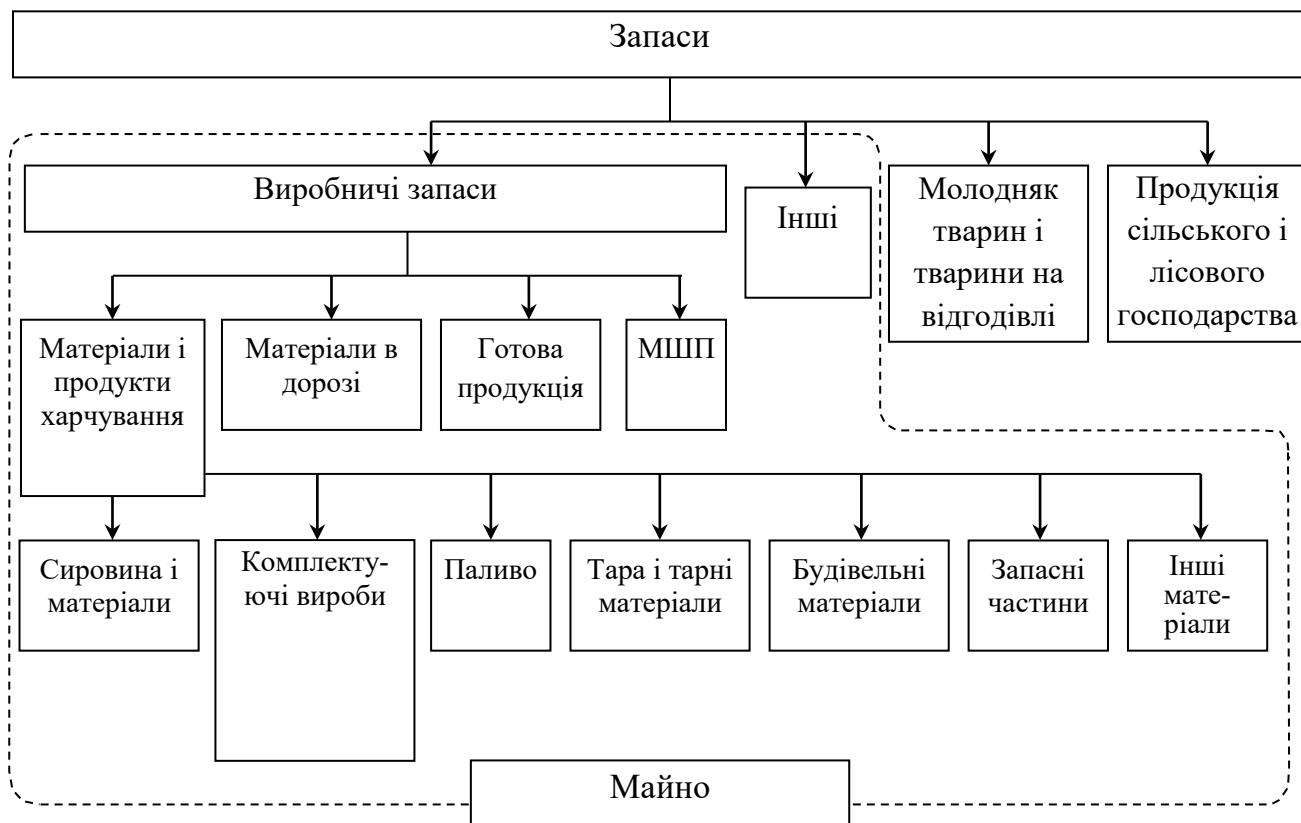 Запаси
Виробничі запаси
Інші
Молодняк
тварин і
тварини на
відгодівлі
Продукція
сільського і
лісового
господарства
Матеріали і
продукти
харчування
Матеріали в
дорозі
Готова
продукція
МШП
Сировина і
матеріали
Комплекту-
ючі вироби
Паливо
Тара і тарні
матеріали
Будівельні
матеріали
Запасні
частини
Інші
мате-
ріали
Майно